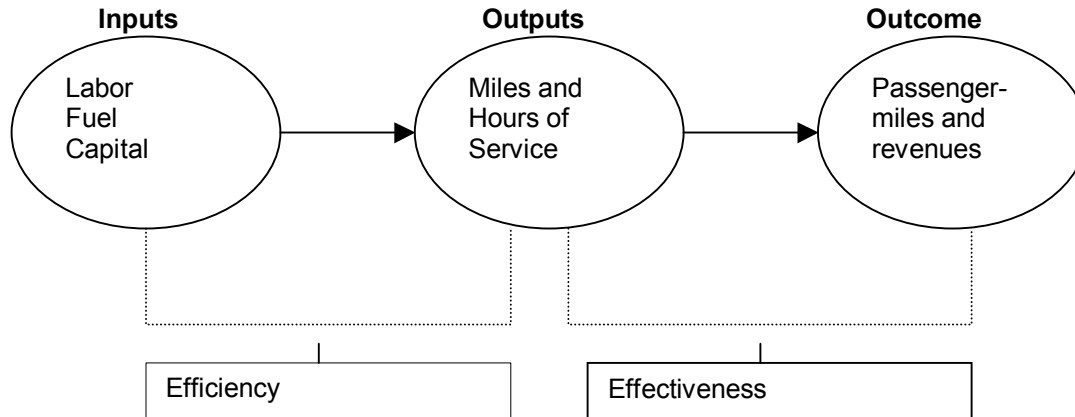 Inputs
Outputs
Outcome
Labor
Fuel
Capital
Miles and
Hours of
Service
Passenger-
miles and
revenues
Efficiency
Effectiveness